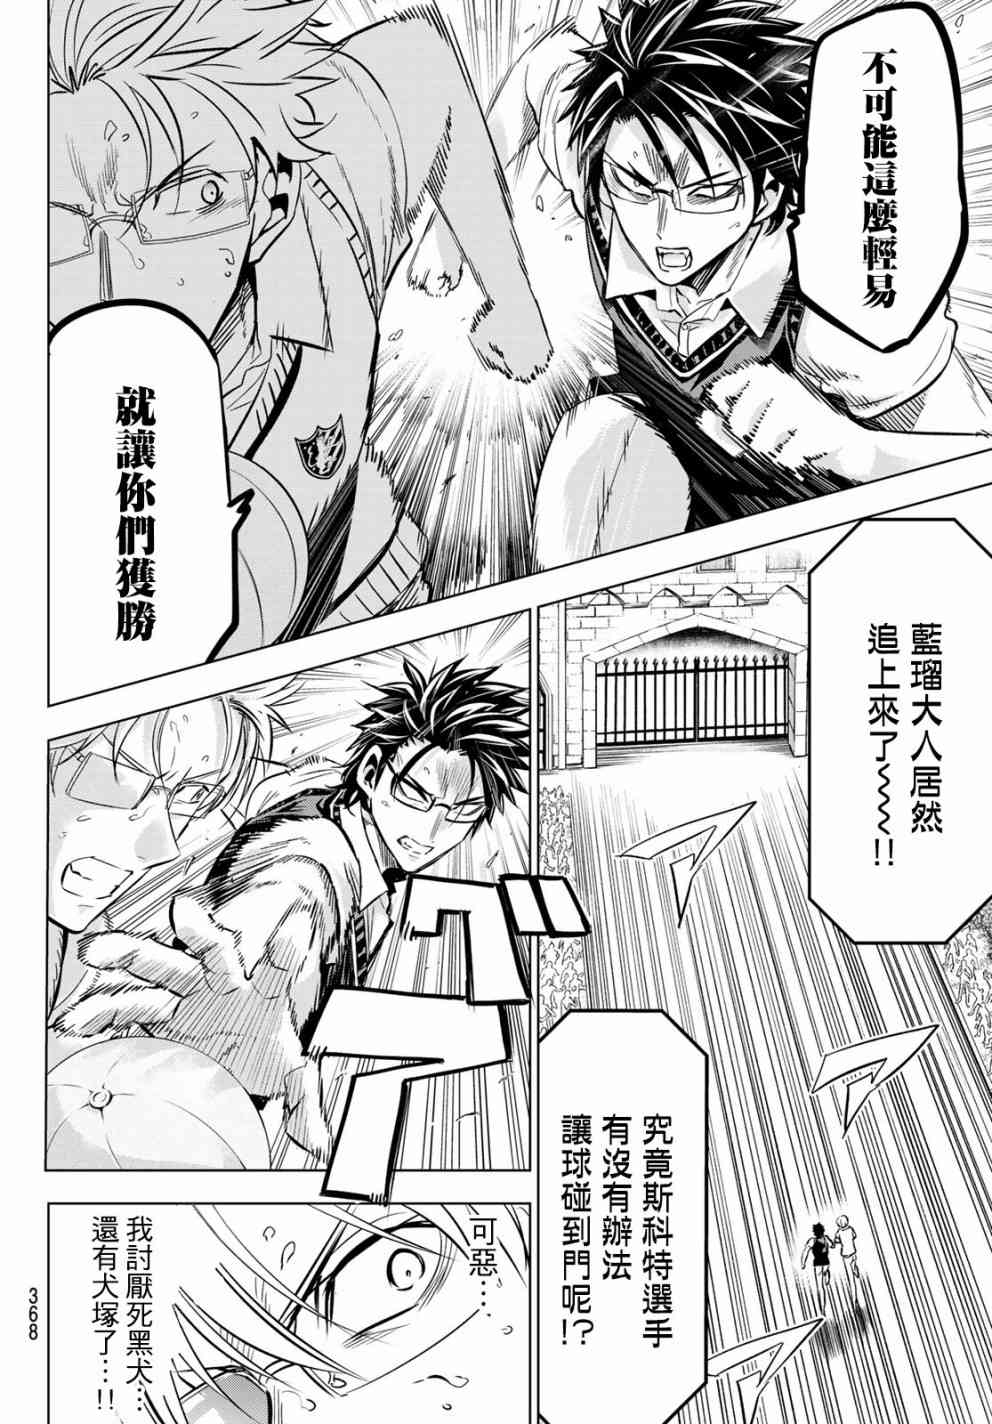 不可能這麼輕易
就讓你們獲勝
藍瑠大人居然
追上來了~~~!!
究竟斯科特選手
有沒有辦法
讓球碰到門呢!?
グア
可惡…
我討厭死黑犬…
還有犬塚了…!!
368